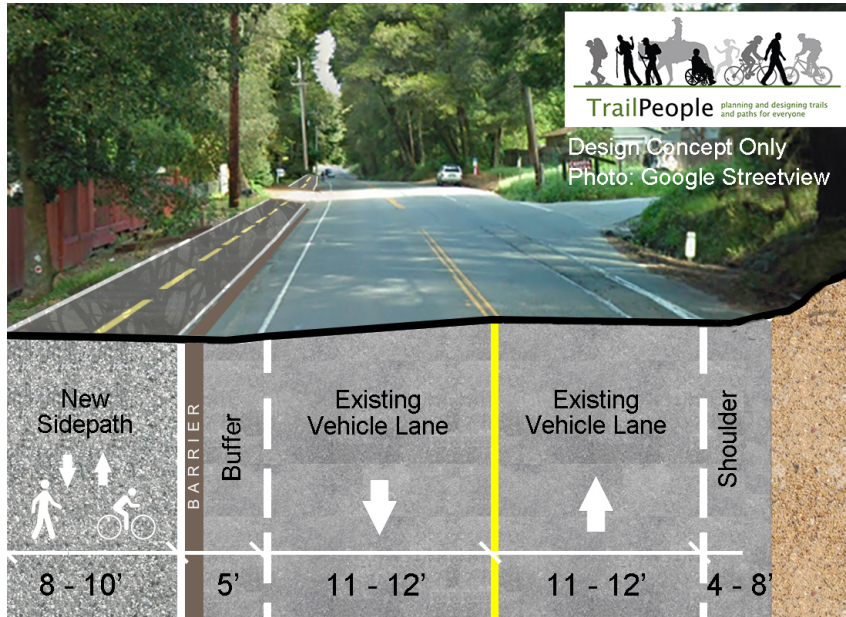 TrailPeople
planning and designing trails
and paths for everyone
Design Concept Only
Photo: Google Streetview
New
Sidepath
BARRIER
Buffer
Existing
Vehicle Lane
Existing
Vehicle Lane
Shoulder
8 - 10’
5’
11 - 12’
11 - 12’
4 - 8’